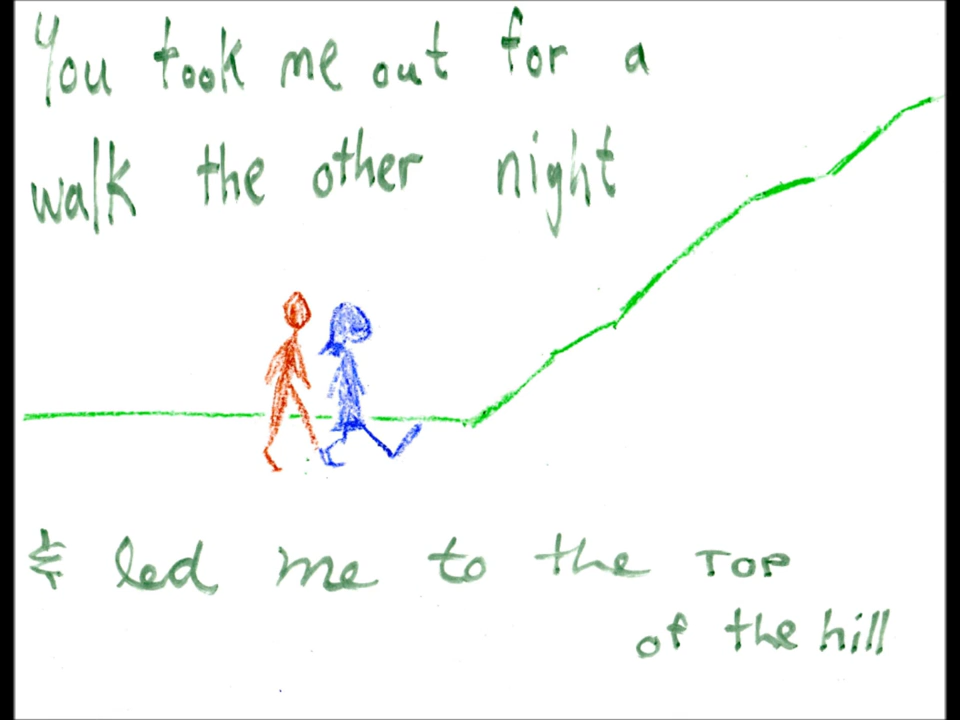 You took me out for a
walk the other night
& led me to the TOP
of the hill